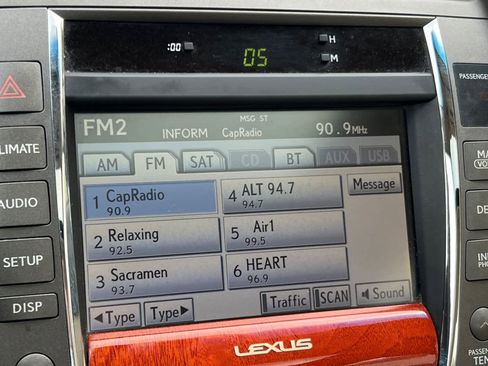 :00 05 H
M
PASSENGER
MSG ST
FM2 INFORM CapRadio 90.9MHz
AM FM SAT CD BT AUX USB
1 CapRadio 90.9
4 ALT 94.7 94.7
Message
2 Relaxing 92.5
5 Air1 99.5
3 Sacramen 93.7
6 HEART 96.9
◀Type Type▶ Traffic SCAN Sound
CLIMATE
AUDIO
SETUP
DISP
LEXUS